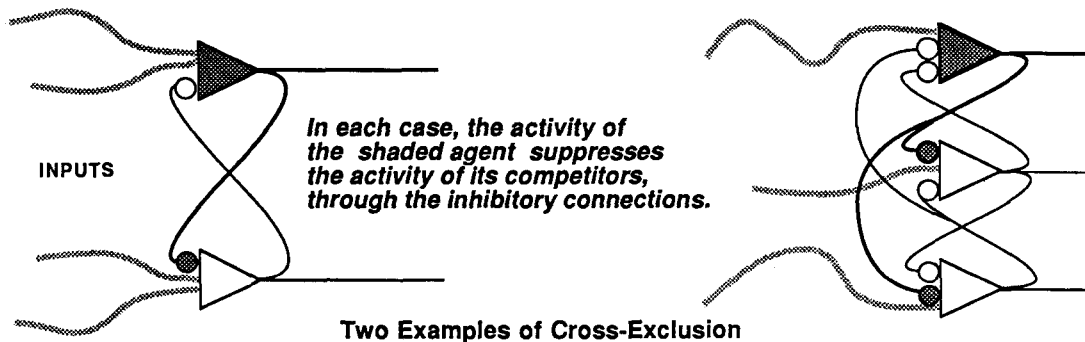 INPUTS
In each case, the activity of
the shaded agent suppresses
the activity of its competitors,
through the inhibitory connections.
Two Examples of Cross-Exclusion